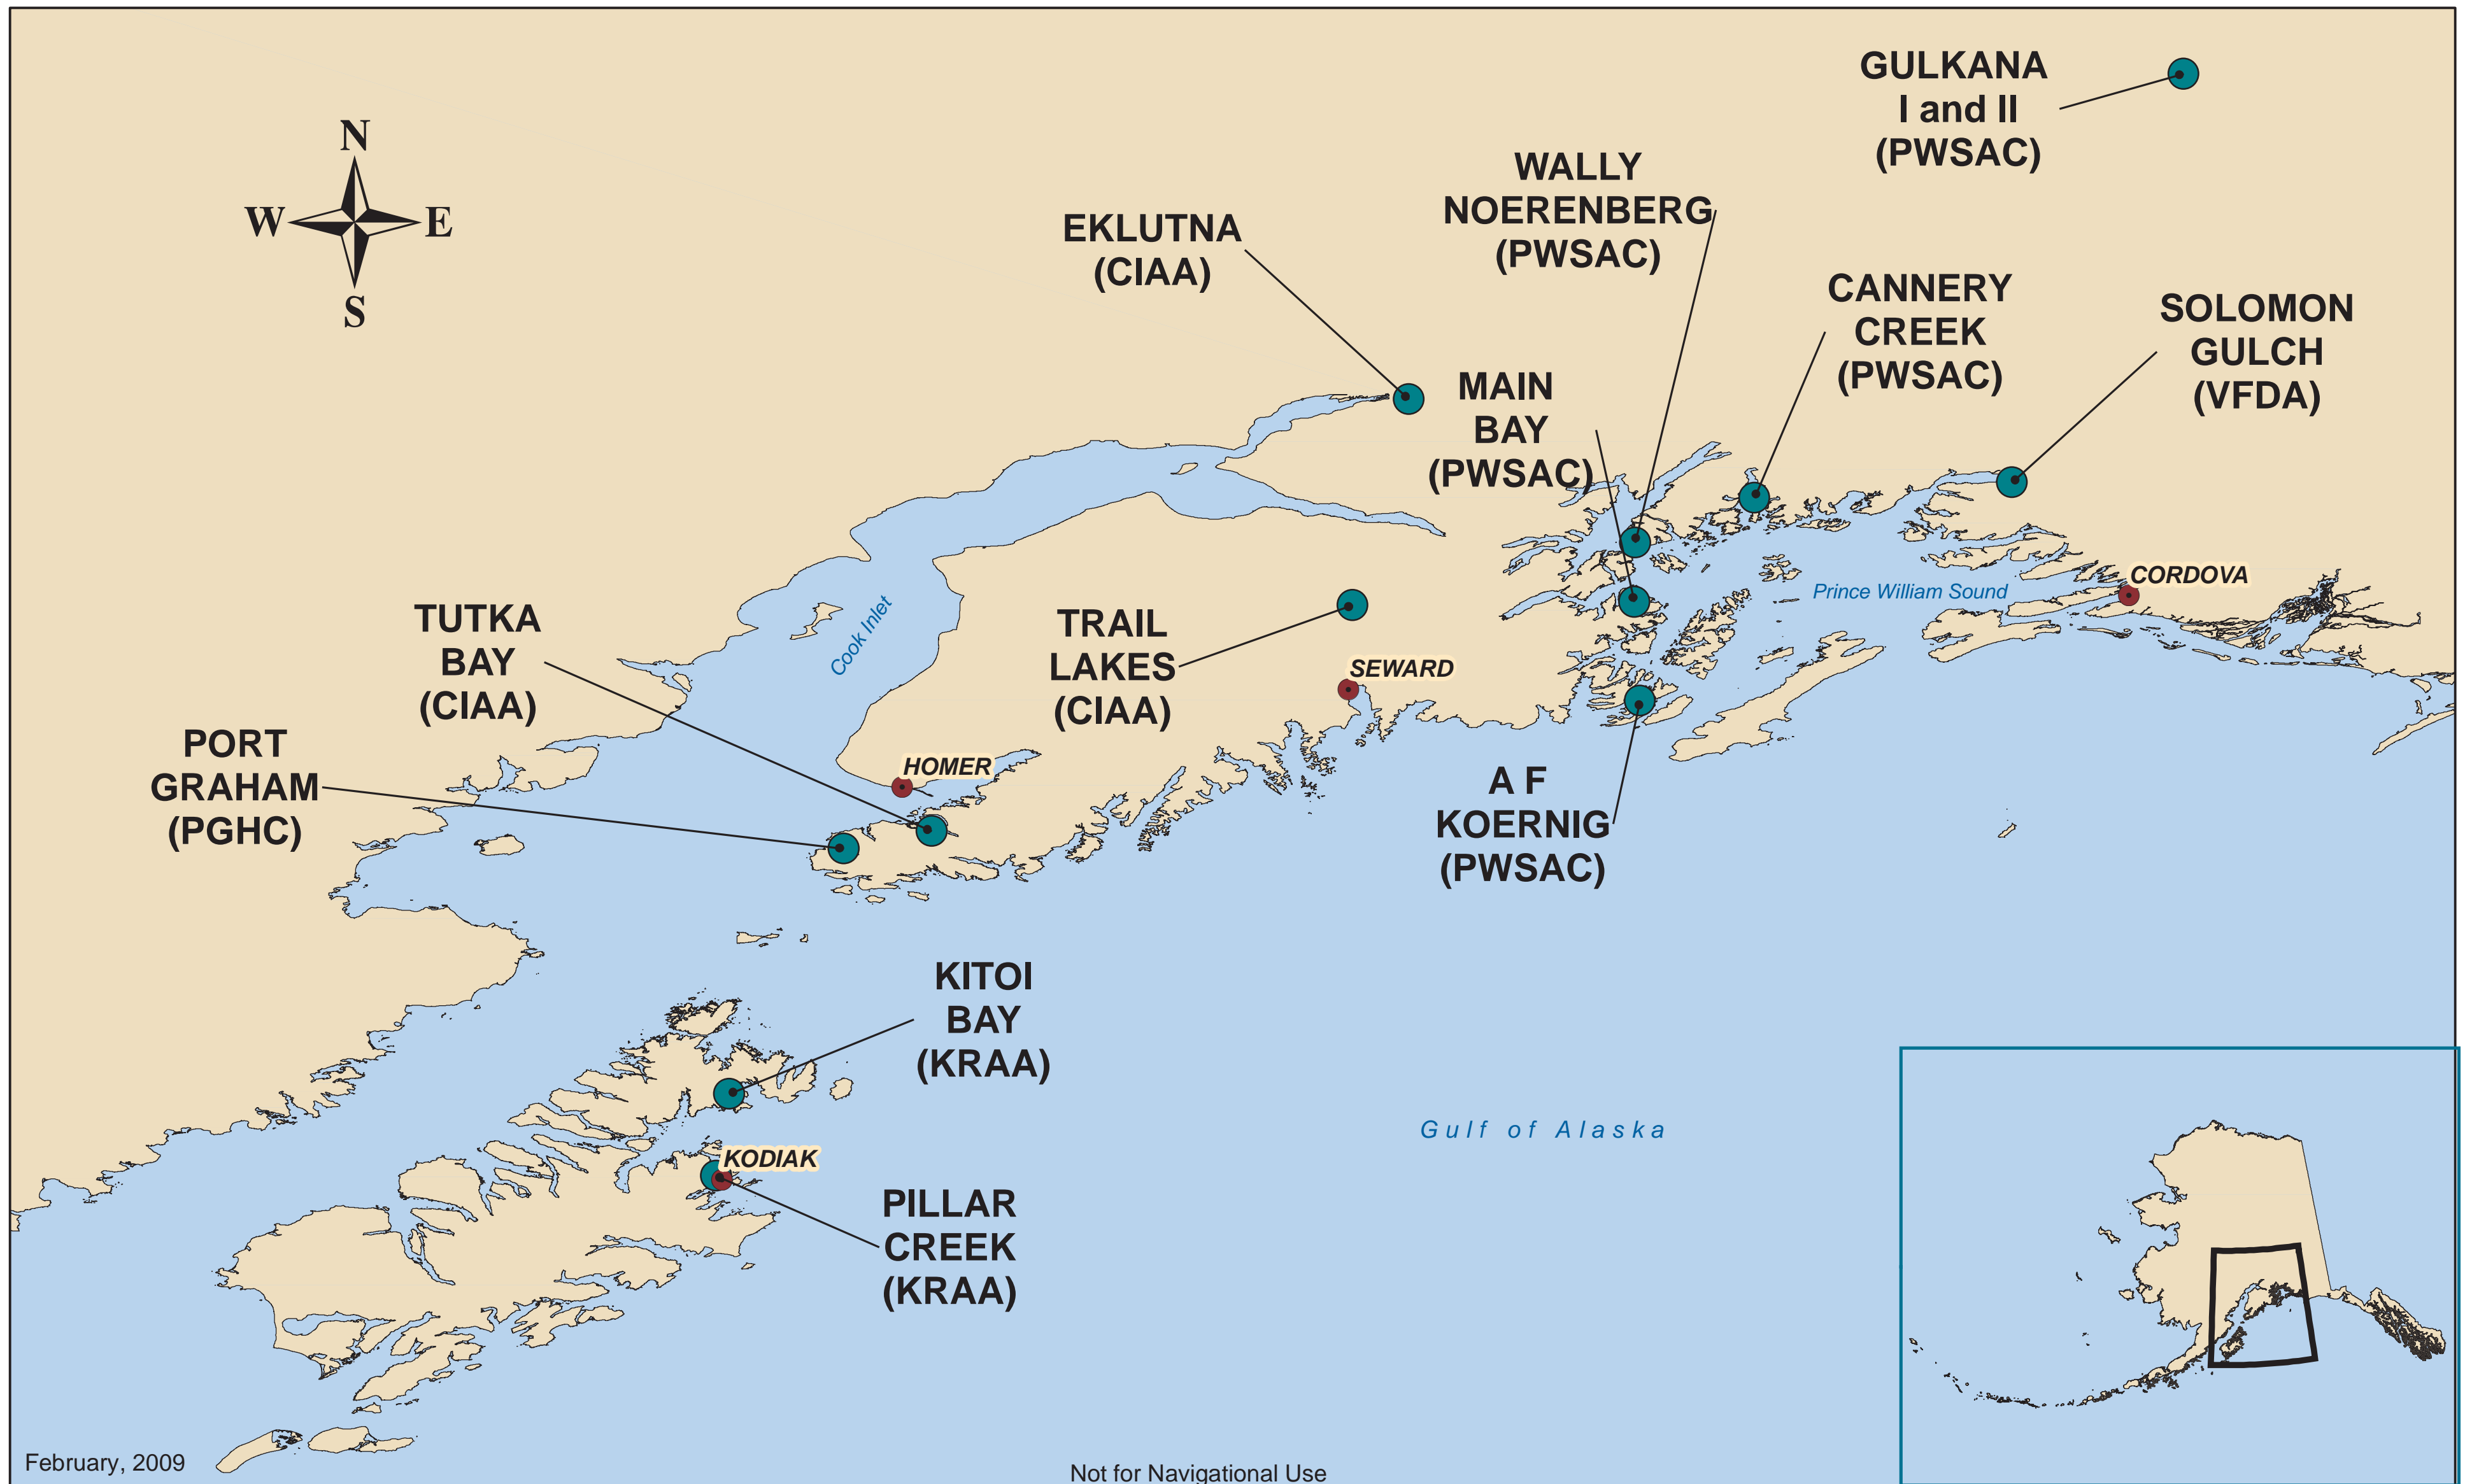 GULKANA
I and II
(PWSAC)
N
W
E
S
WALLY
NOERENBERG
(PWSAC)
EKLUTNA
(CIAA)
CANNERY
CREEK
(PWSAC)
SOLOMON
GULCH
(VFDA)
MAIN
BAY
(PWSAC)
CORDOVA
Prince William Sound
Cook Inlet
TUTKA
BAY
(CIAA)
TRAIL
LAKES
(CIAA)
SEWARD
PORT
GRAHAM
(PGHC)
HOMER
A F
KOERNIG
(PWSAC)
KITOI
BAY
(KRAA)
Gulf of Alaska
KODIAK
PILLAR
CREEK
(KRAA)
February, 2009
Not for Navigational Use